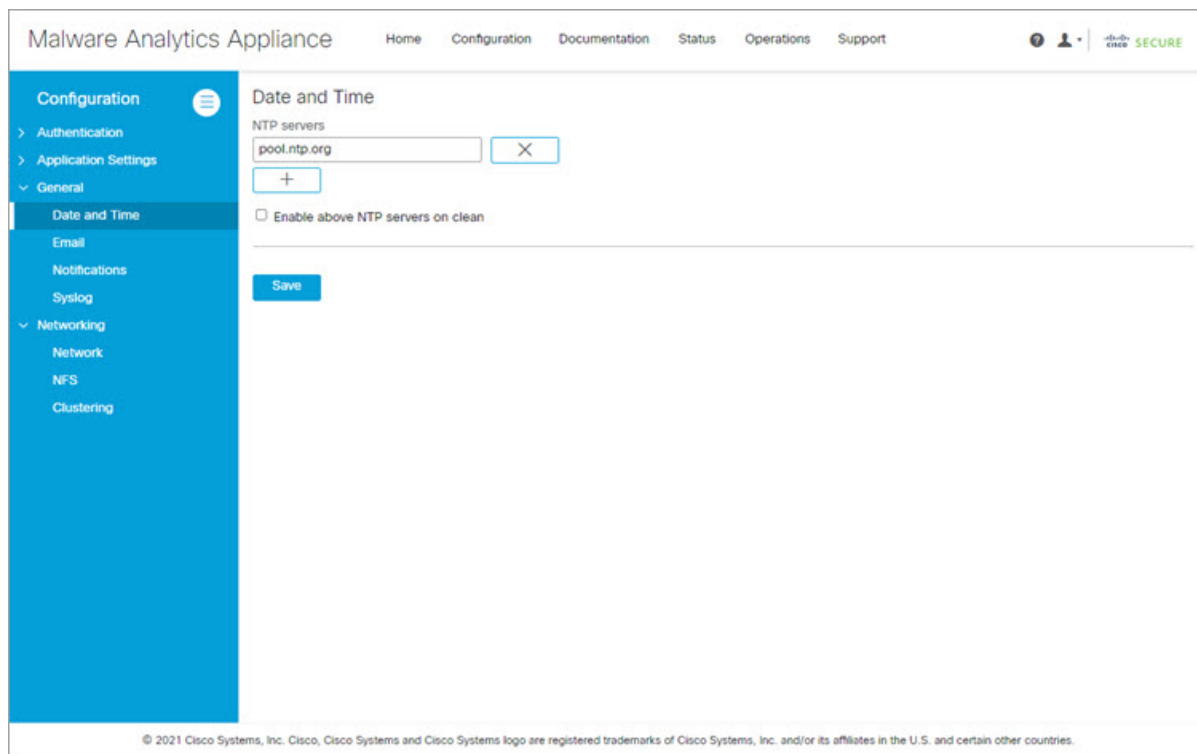 Malware Analytics Appliance
Home Configuration Documentation Status Operations Support
cisco SECURE
Configuration
Authentication
Application Settings
General
Date and Time
Email
Notifications
Syslog
Networking
Network
NFS
Clustering
Date and Time
NTP servers
pool.ntp.org
Enable above NTP servers on clean
Save
© 2021 Cisco Systems, Inc. Cisco, Cisco Systems and Cisco Systems logo are registered trademarks of Cisco Systems, Inc. and/or its affiliates in the U.S. and certain other countries.